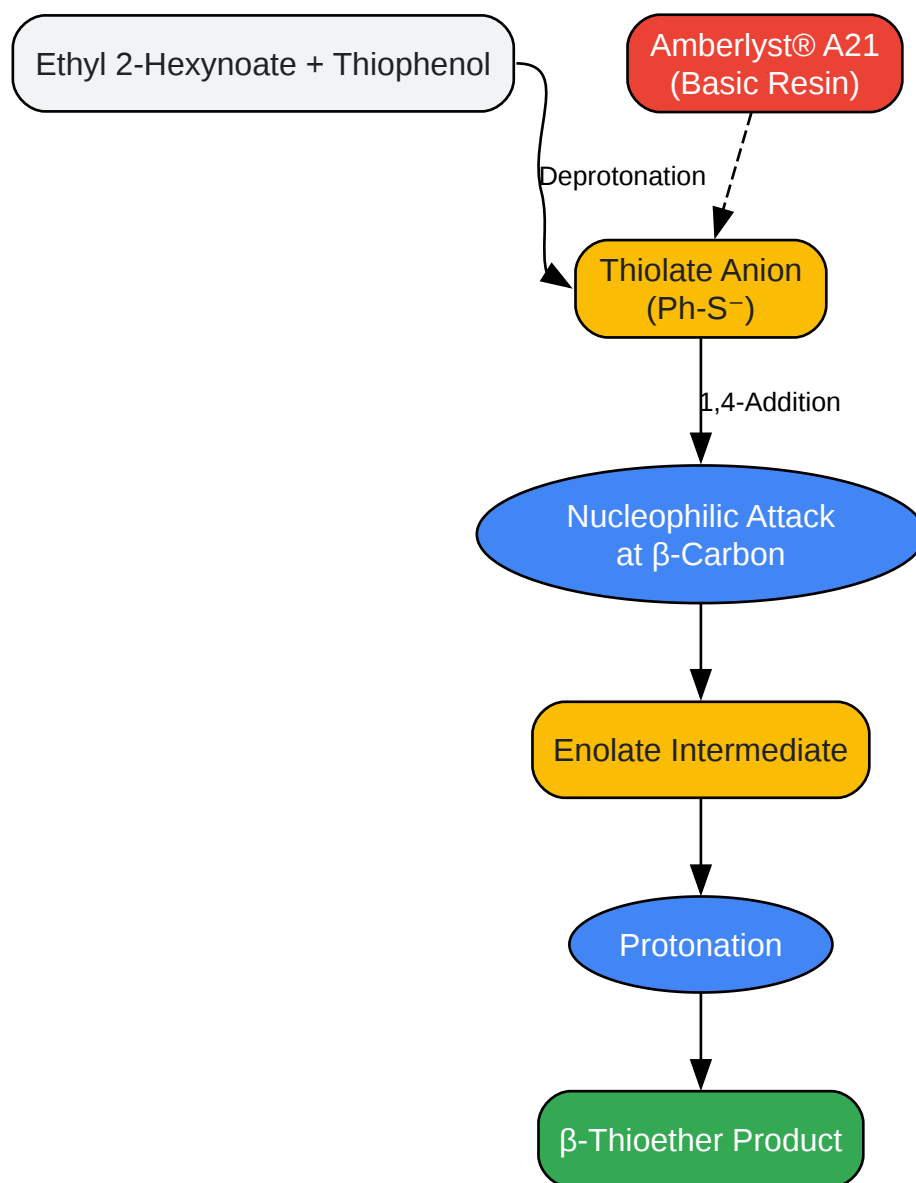 Ethyl 2-Hexynoate + Thiophenol
Amberlyst® A21
(Basic Resin)
Deprotonation
Thiolate Anion
(Ph-S⁻)
1,4-Addition
Nucleophilic Attack
at β-Carbon
Enolate Intermediate
Protonation
β-Thioether Product